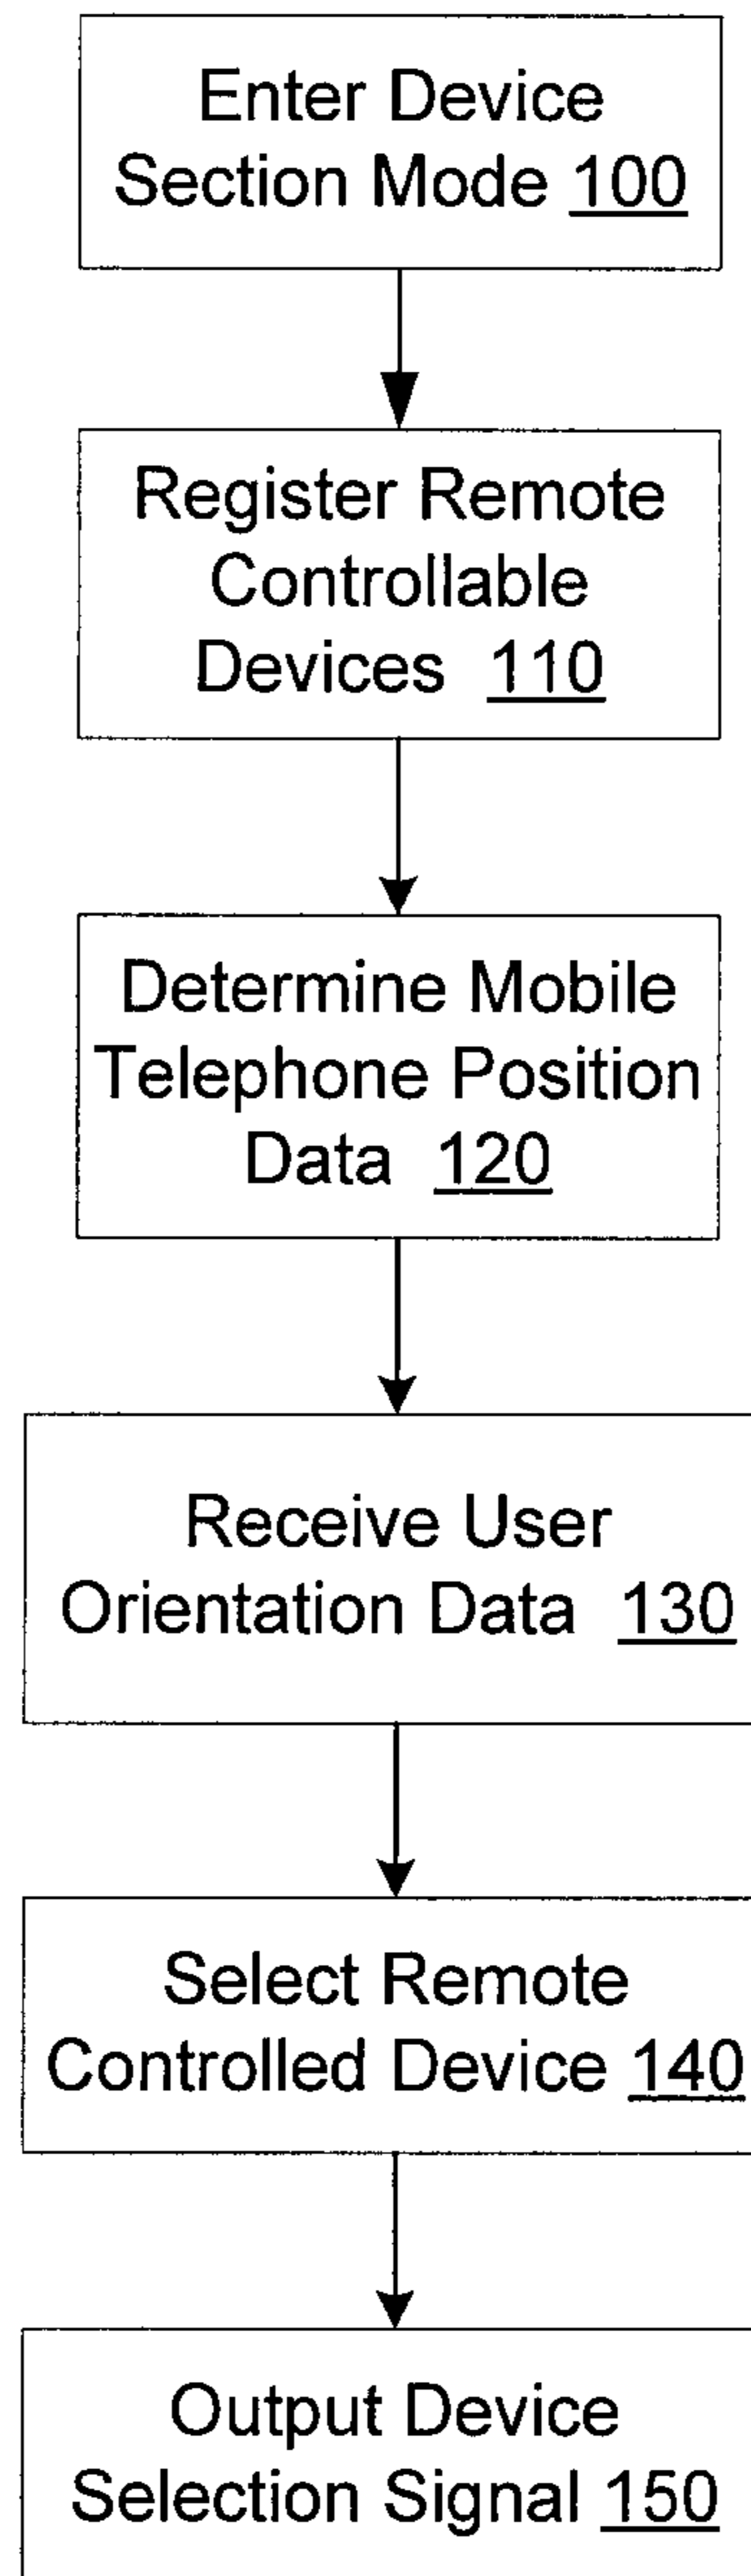 Enter Device
Section Mode 100
Register Remote
Controllable
Devices 110
Determine Mobile
Telephone Position
Data 120
Receive User
Orientation Data 130
Select Remote
Controlled Device 140
Output Device
Selection Signal 150